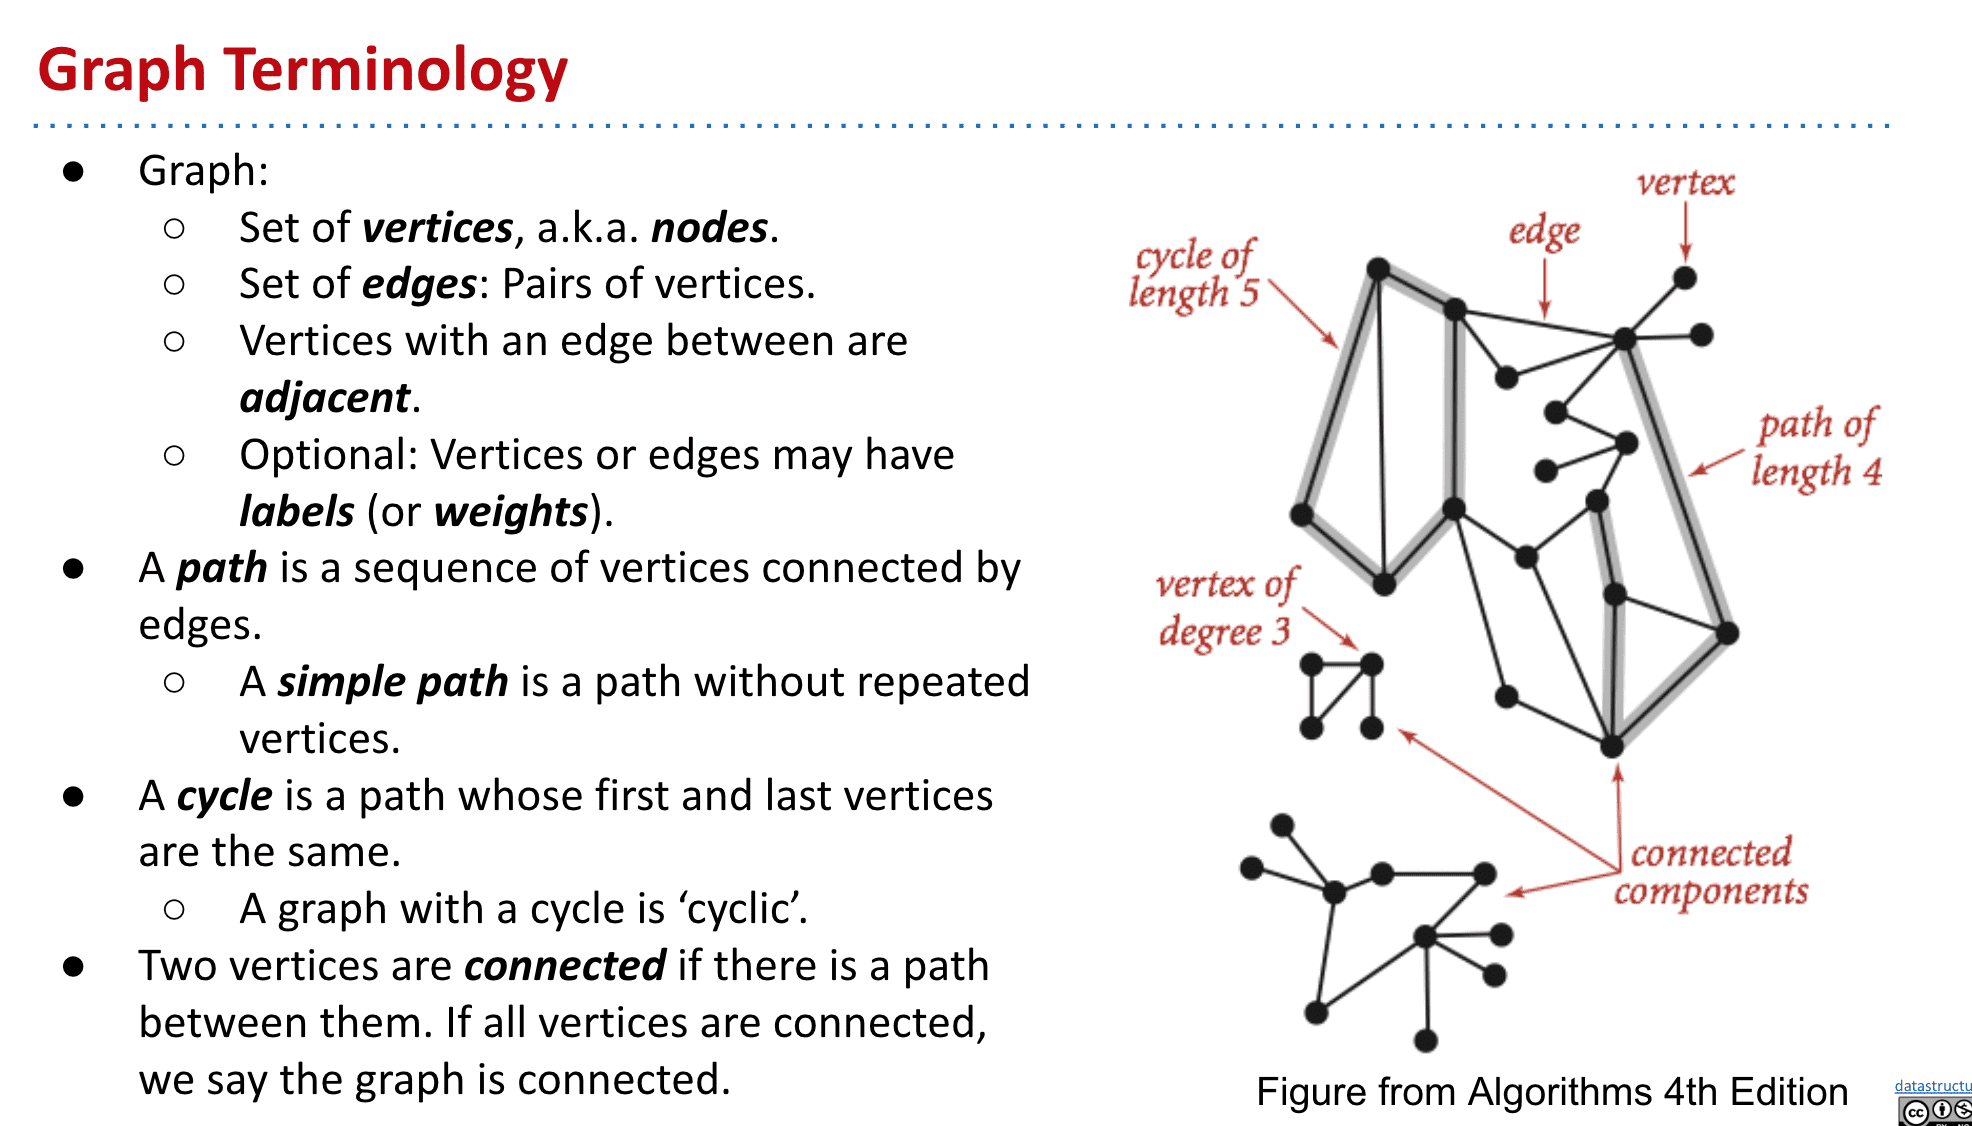 Graph Terminology
● Graph:
○ Set of vertices, a.k.a. nodes.
○ Set of edges: Pairs of vertices.
○ Vertices with an edge between are
adjacent.
○ Optional: Vertices or edges may have
labels (or weights).
● A path is a sequence of vertices connected by
edges.
○ A simple path is a path without repeated
vertices.
● A cycle is a path whose first and last vertices
are the same.
○ A graph with a cycle is ‘cyclic’.
● Two vertices are connected if there is a path
between them. If all vertices are connected,
we say the graph is connected.
vertex
edge
cycle of
length 5
path of
length 4
vertex of
degree 3
connected
components
Figure from Algorithms 4th Edition
datastructu
cc